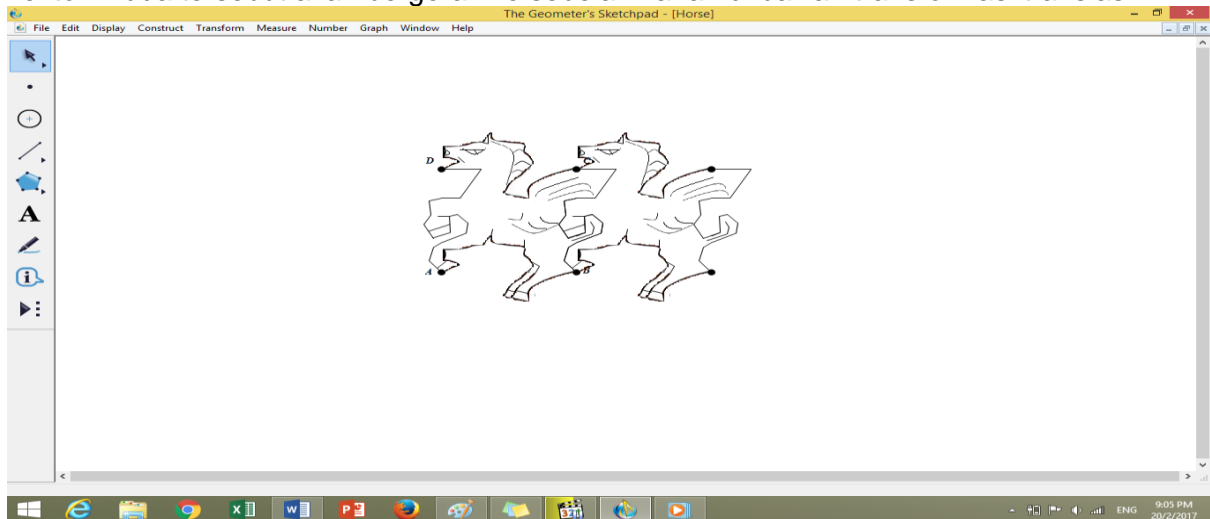 The Geometer's Sketchpad - [Horse]
File Edit Display Construct Transform Measure Number Graph Window Help
A
D
C
A
B
ENG
9:05 PM
20/2/2017